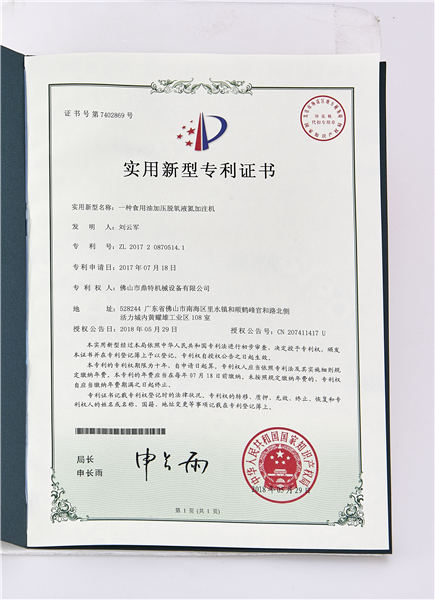 证书号第7402869号
实用新型专利证书
实用新型名称：一种食用油加压脱氧液氮加注机
发明人：刘云军
专利号：ZL 2017 2 0870514.1
专利申请日：2017年07月18日
专利权人：佛山市鼎特机械设备有限公司
地址：528244 广东省佛山市南海区里水镇和顺鹤峰官和路北侧
活力城内黄耀雄工业区108室
授权公告日：2018年05月29日 授权公告号：CN 207411417 U
本实用新型经过本局依照中华人民共和国专利法进行初步审查，决定授予专利权，颁发
本证书并在专利登记簿上予以登记。专利权自授权公告之日起生效。
本专利的专利权期限为十年，自申请日起算。专利权人应当依照专利法及其实施细则规
定缴纳年费。本专利的年费应当在每年07月18日前缴纳。未按照规定缴纳年费的，专利权
自应当缴纳年费期满之日起终止。
专利证书记载专利权登记时的法律状况。专利权的转移、质押、无效、终止、恢复和专
利权人的姓名或名称、国籍、地址变更等事项记载在专利登记簿上。
局长
申长雨
申长雨
中华人民共和国国家知识产权局
2018年05月29日
第1页（共1页）